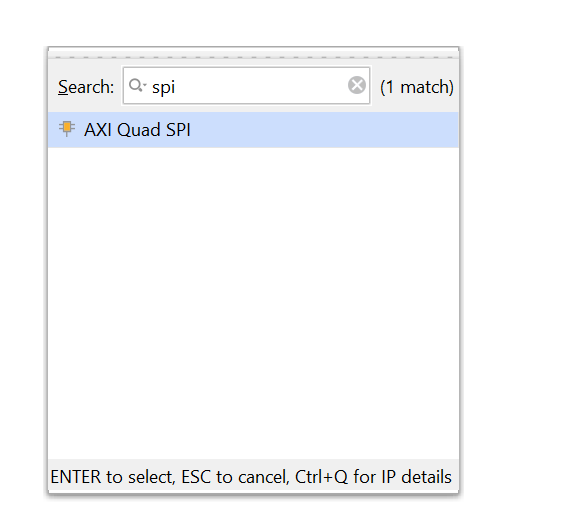 Search: spi (1 match)
AXI Quad SPI
ENTER to select, ESC to cancel, Ctrl+Q for IP details